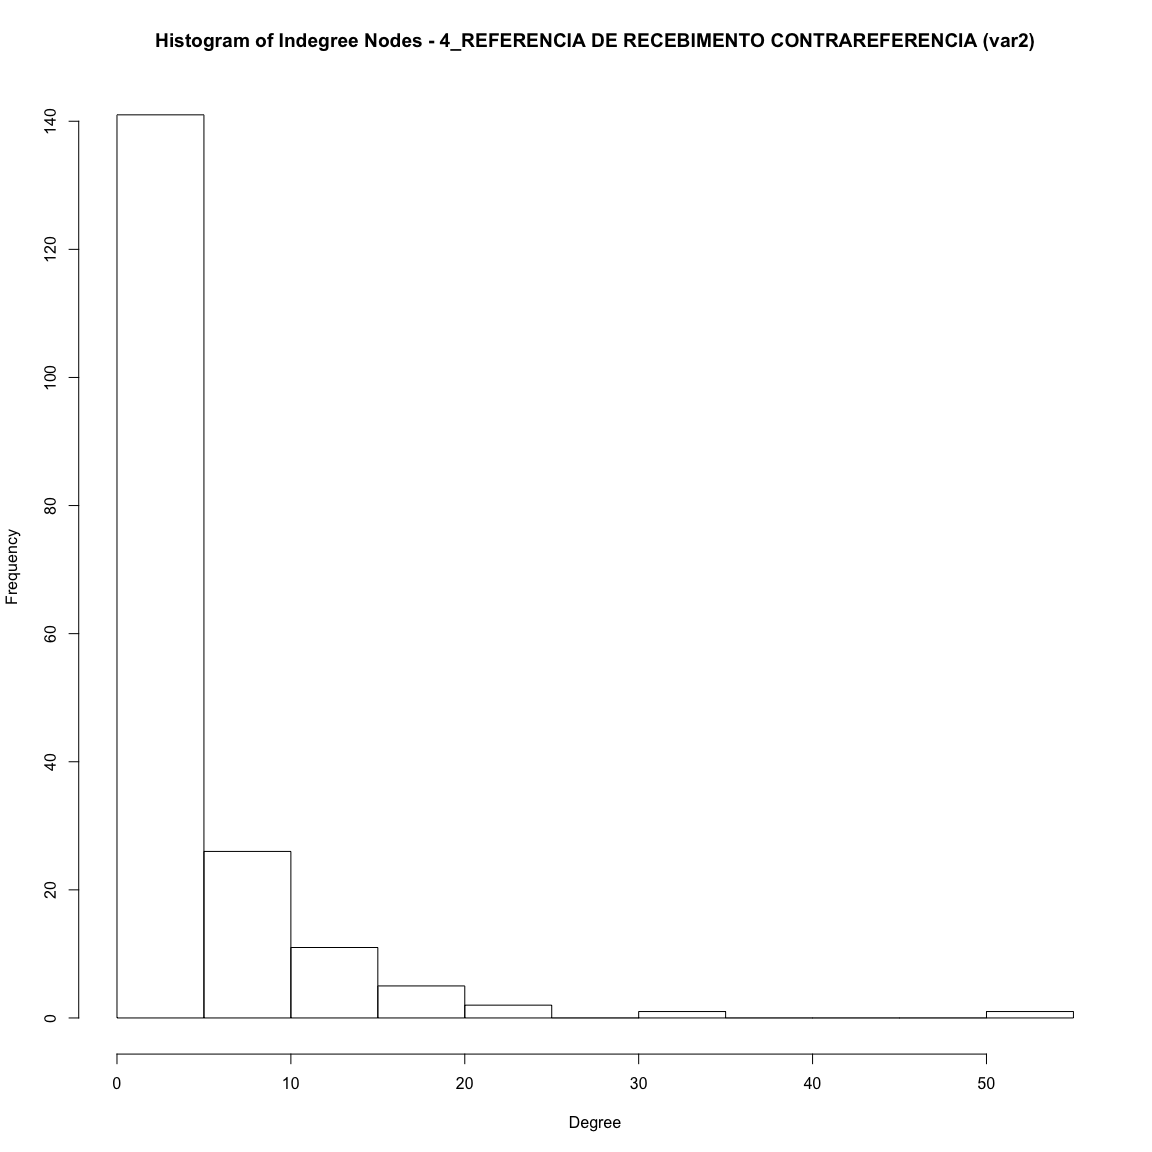 Histogram of Indegree Nodes - 4_REFERENCIA DE RECEBIMENTO CONTRAREFERENCIA (var2)
Frequency
140
120
100
80
60
40
20
0
0 10 20 30 40 50
Degree